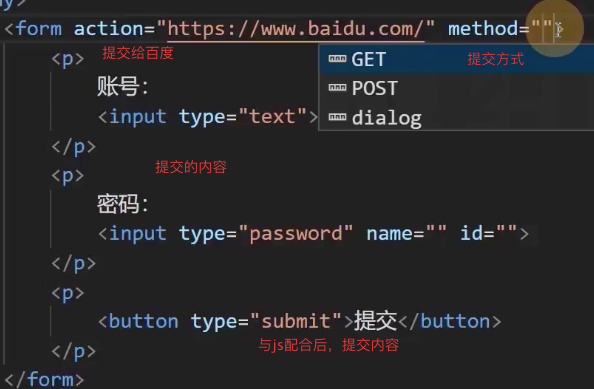 y>
<form action="https://www.baidu.com/" method="">
<p> 提交给百度
GET 提交方式
账号：
POST
<input type="text">
dialog
</p>
提交的内容
<p>
密码：
<input type="password" name="" id="">
</p>
<p>
<button type="submit">提交</button>
与js配合后，提交内容
</p>
</form>